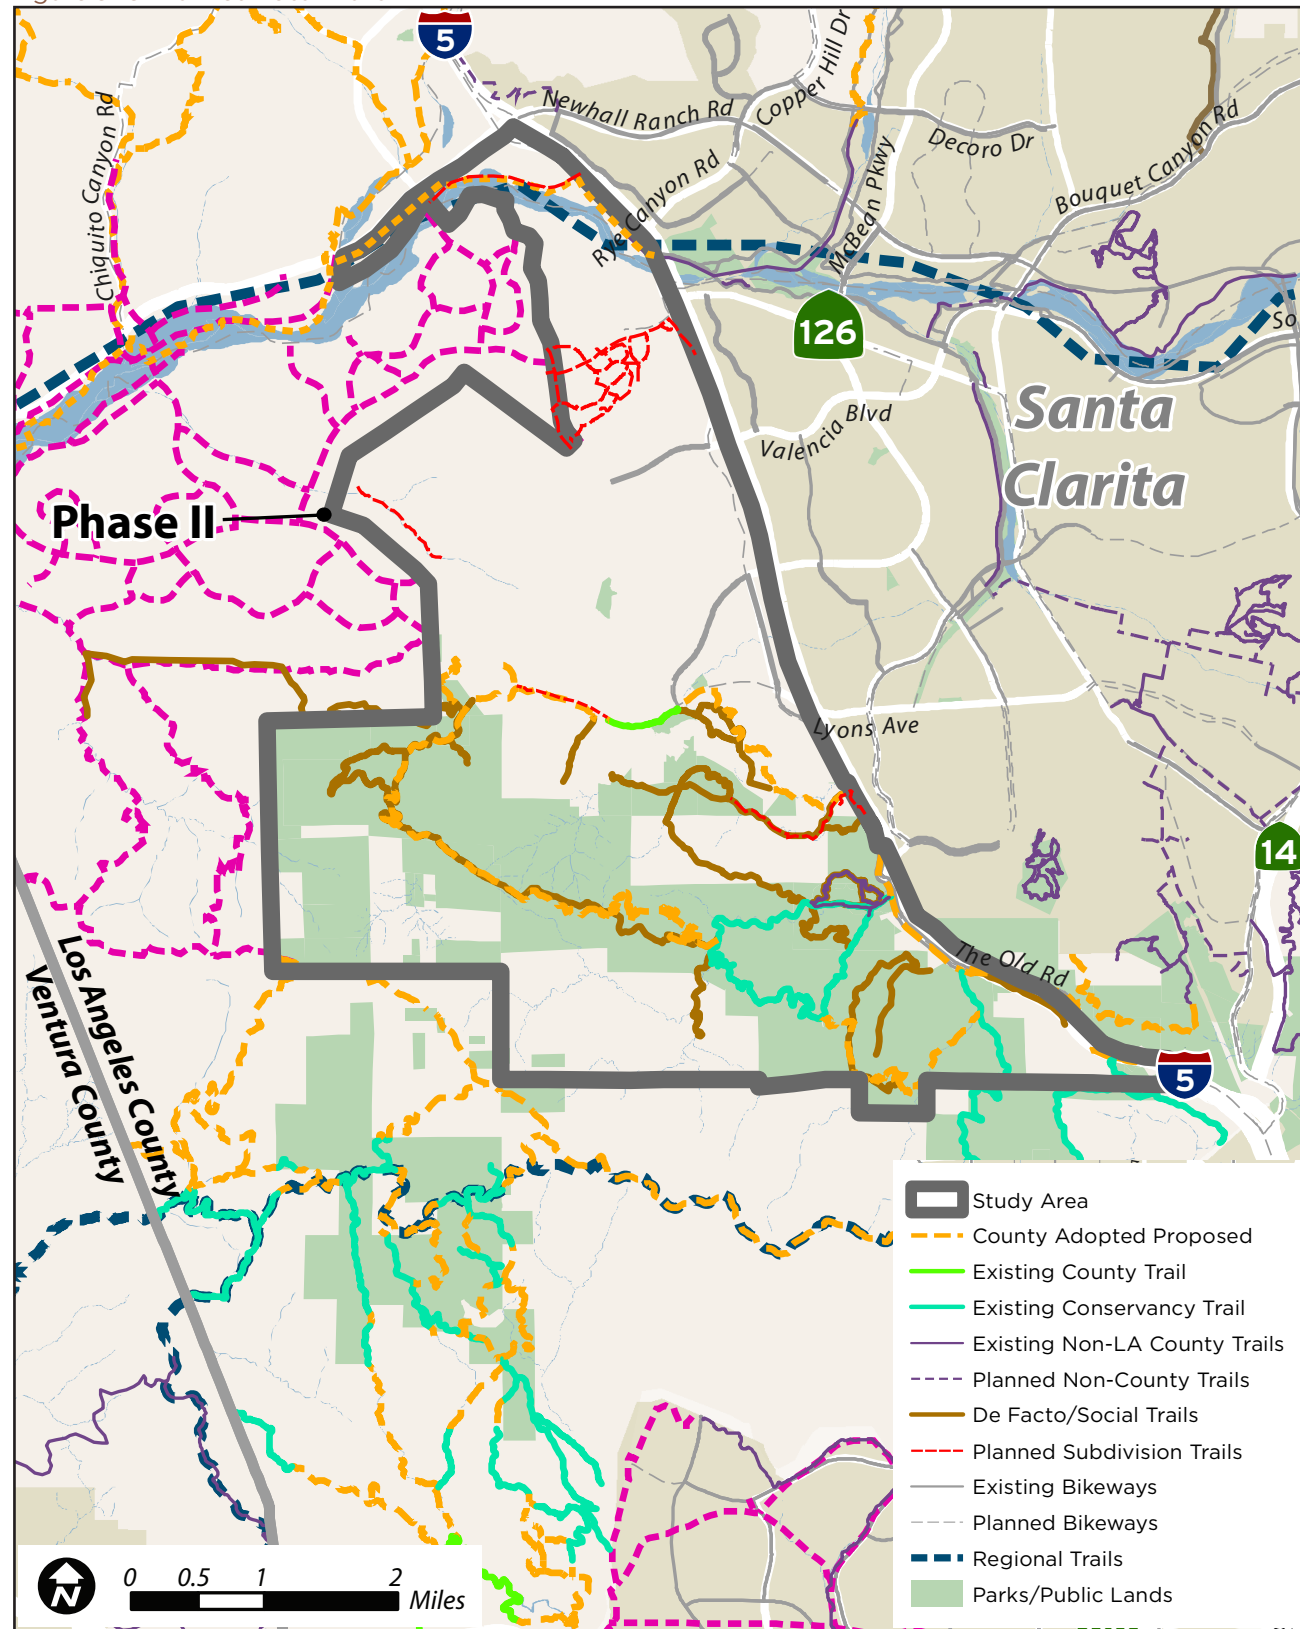 5
Newhall Ranch Rd
Copper Hill Dr
Decoro Dr
Bouquet Canyon Rd
Chiquito Canyon Rd
Rye Canyon Rd
McBean Pkwy
126
So
Santa
Clarita
Valencia Blvd
Phase II
Lyons Ave
14
The Old Rd
Los Angeles County
Ventura County
5
Study Area
County Adopted Proposed
Existing County Trail
Existing Conservancy Trail
Existing Non-LA County Trails
Planned Non-County Trails
De Facto/Social Trails
Planned Subdivision Trails
Existing Bikeways
Planned Bikeways
Regional Trails
Parks/Public Lands
N
0 0.5 1 2
Miles